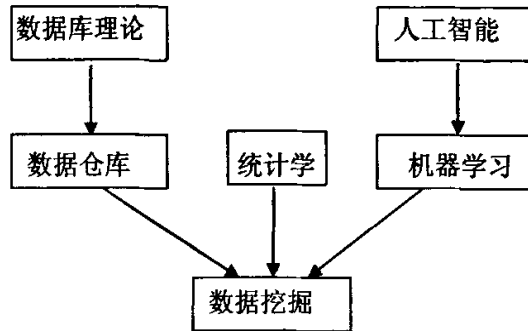 数据库理论
人工智能
数据仓库
统计学
机器学习
数据挖掘